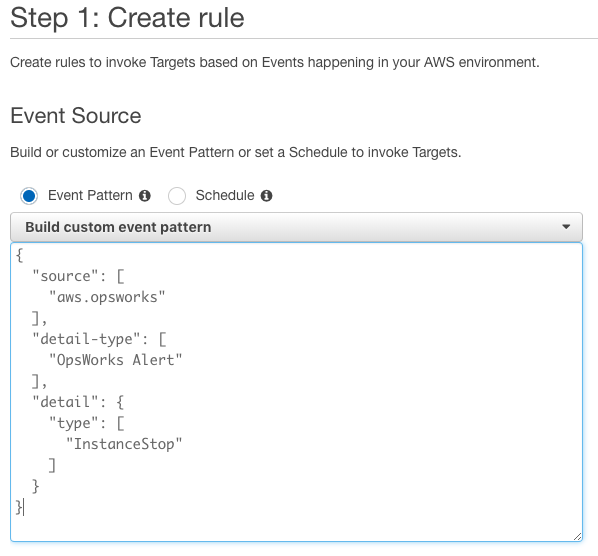 Step 1: Create rule
Create rules to invoke Targets based on Events happening in your AWS environment.
Event Source
Build or customize an Event Pattern or set a Schedule to invoke Targets.
Event Pattern Schedule
Build custom event pattern
{
  "source": [
    "aws.opsworks"
  ],
  "detail-type": [
    "OpsWorks Alert"
  ],
  "detail": {
    "type": [
      "InstanceStop"
    ]
  }
}